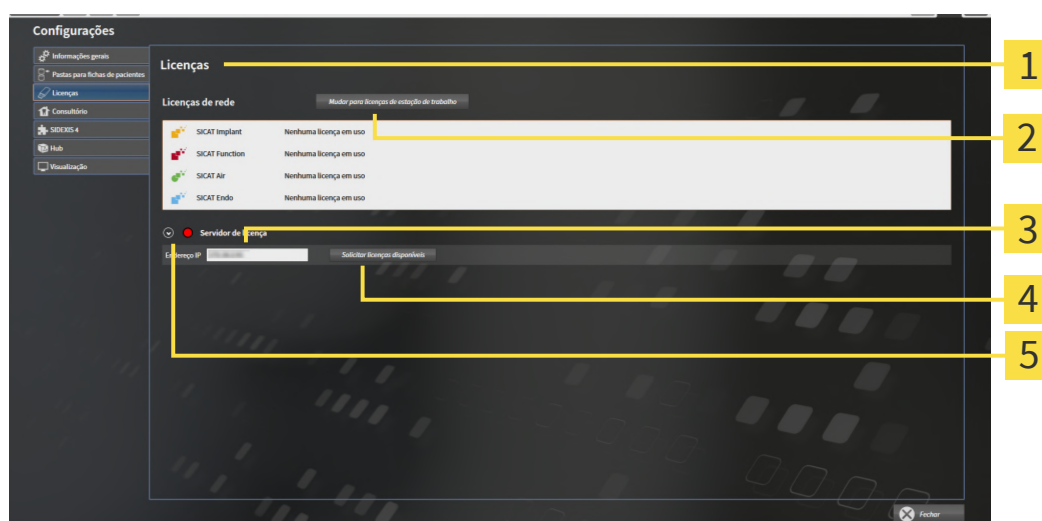 Configurações
Informações gerais
Pastas para fichas de pacientes
Licenças
Consultório
SIDEXIS 4
Hub
Visualização
Licenças
Licenças de rede
Mudar para licenças de estação de trabalho
SICAT Implant Nenhuma licença em uso
SICAT Function Nenhuma licença em uso
SICAT Air Nenhuma licença em uso
SICAT Endo Nenhuma licença em uso
Servidor de licença
Endereço IP
Solicitar licenças disponíveis
Fechar
1
2
3
4
5